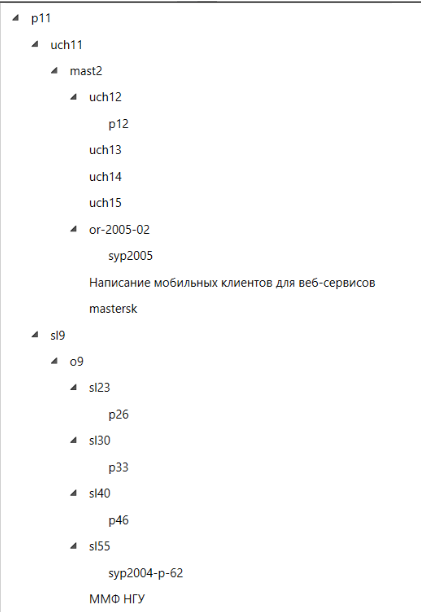 p11
uch11
mast2
uch12
p12
uch13
uch14
uch15
or-2005-02
syp2005
Написание мобильных клиентов для веб-сервисов
mastersk
sl9
o9
sl23
p26
sl30
p33
sl40
p46
sl55
syp2004-p-62
ММФ НГУ